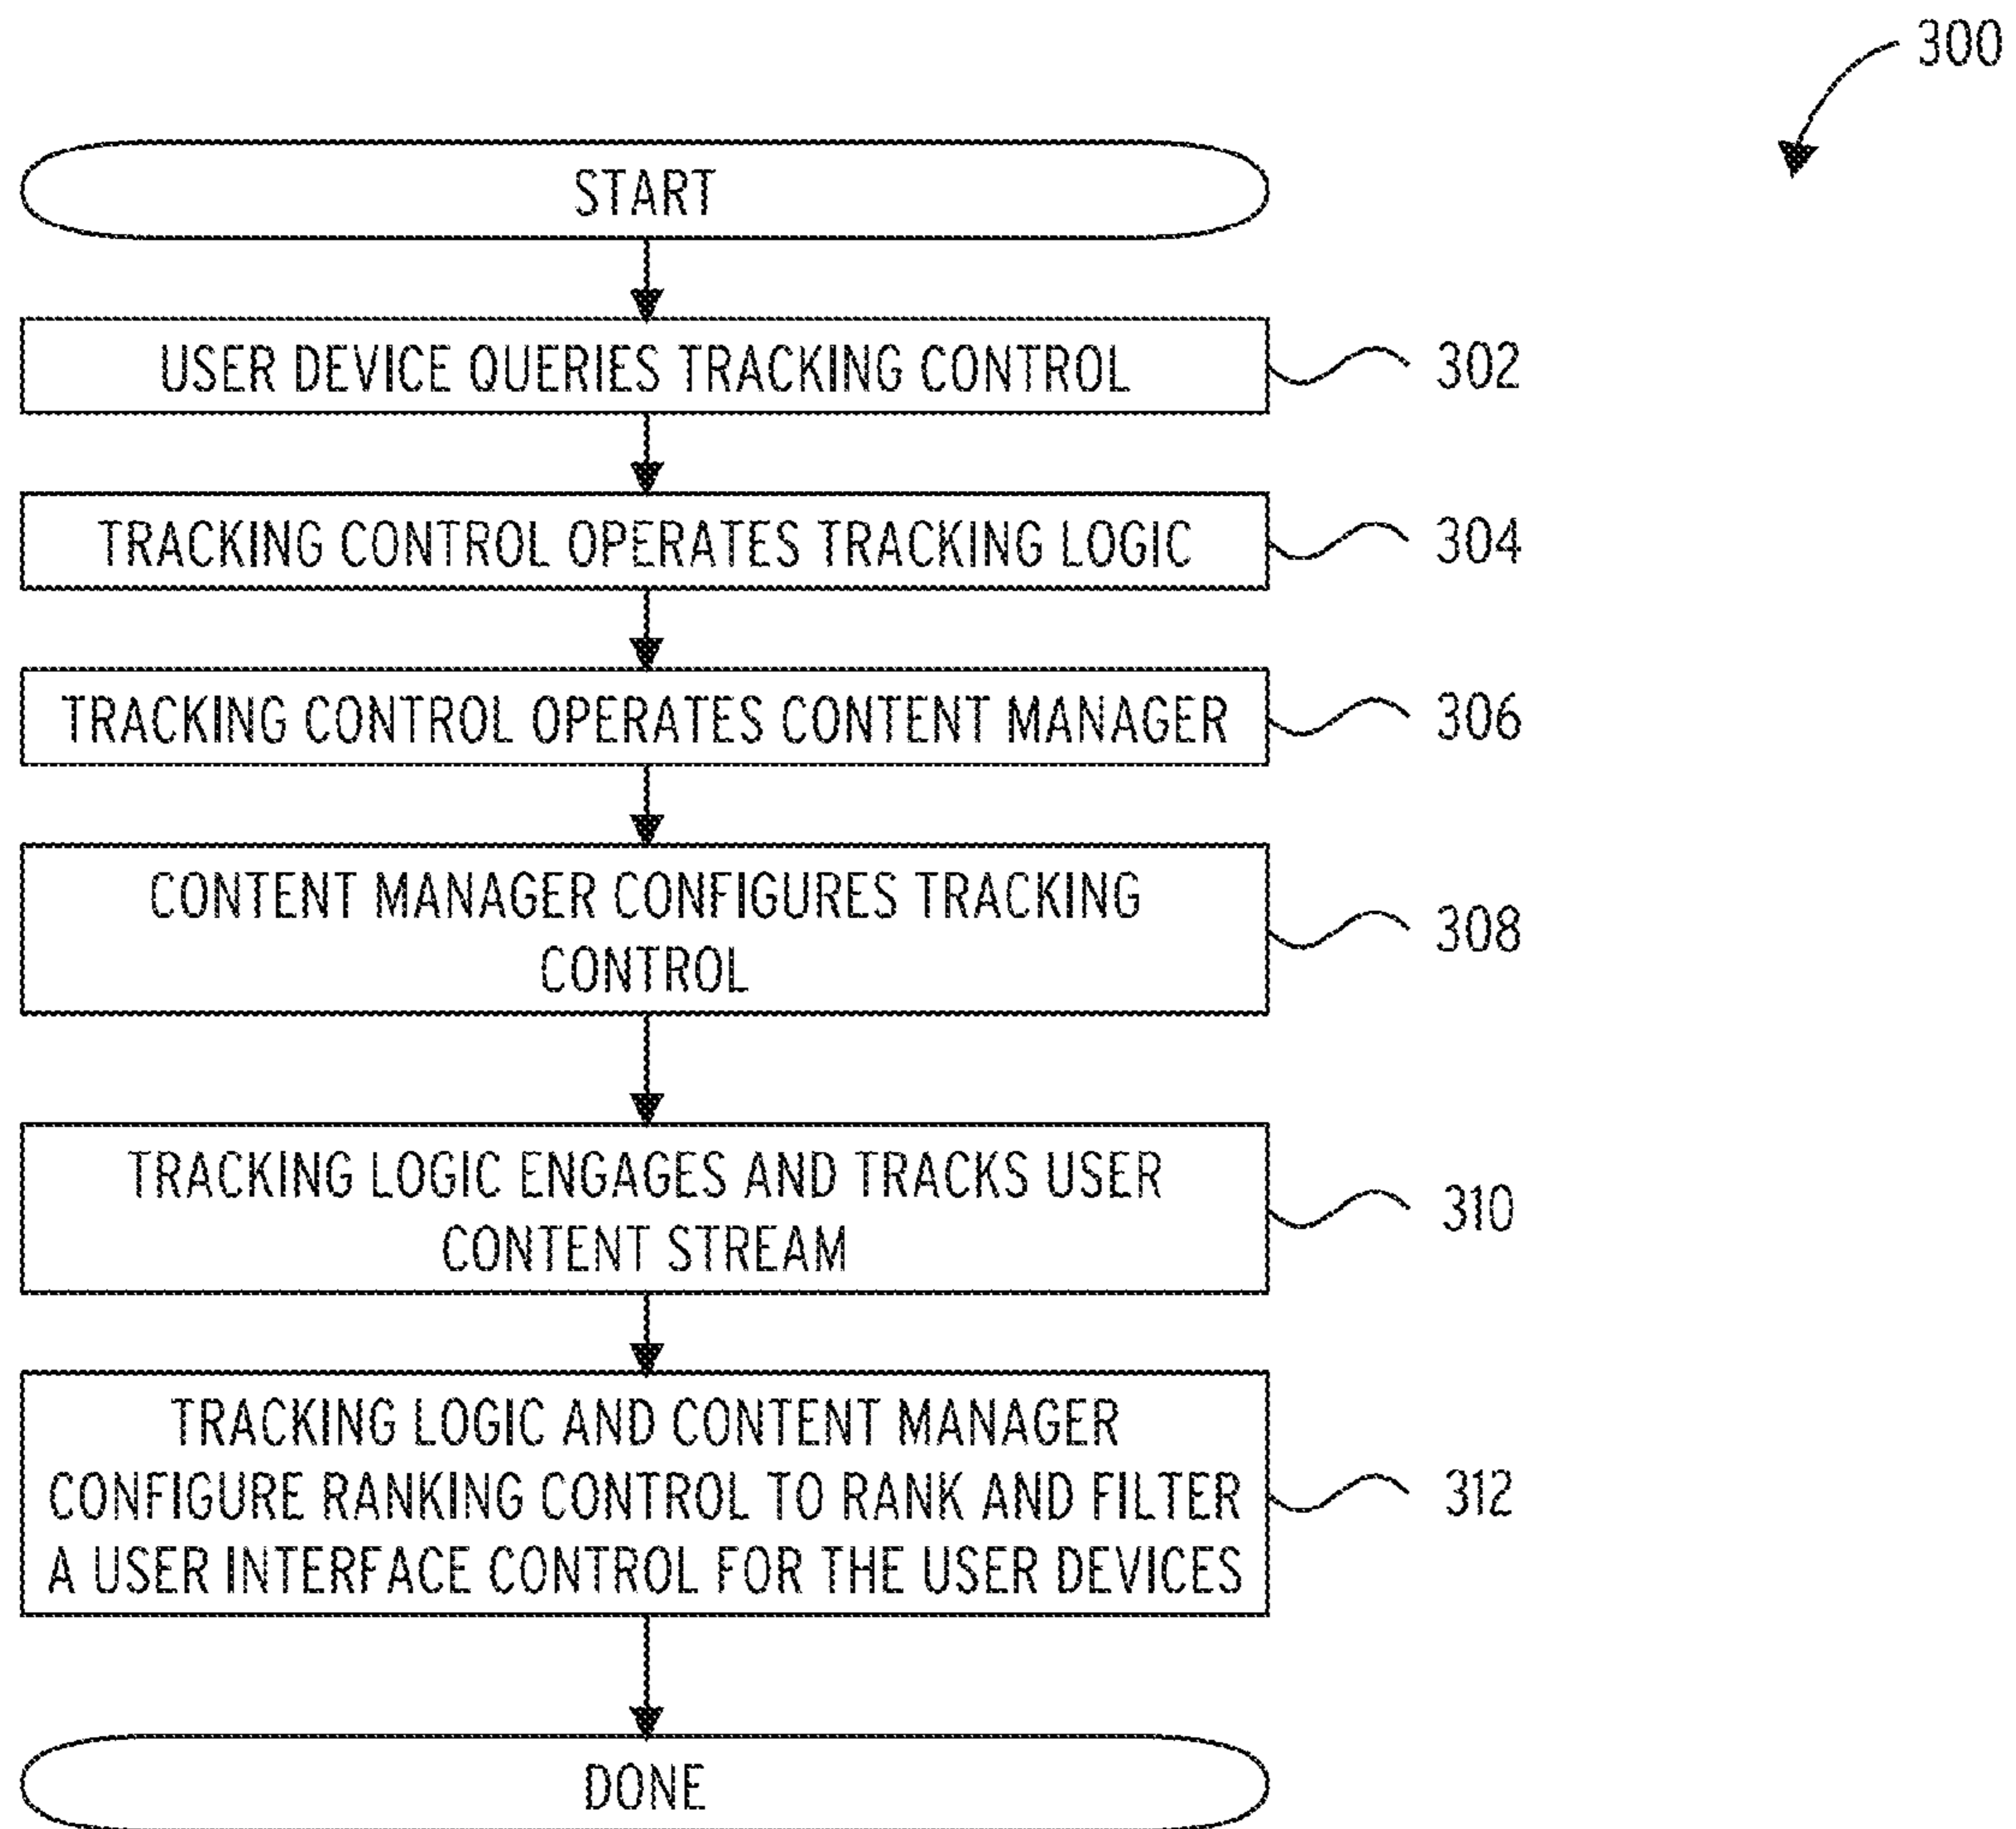 300
START
USER DEVICE QUERIES TRACKING CONTROL
302
TRACKING CONTROL OPERATES TRACKING LOGIC
304
TRACKING CONTROL OPERATES CONTENT MANAGER
306
CONTENT MANAGER CONFIGURES TRACKING
CONTROL
308
TRACKING LOGIC ENGAGES AND TRACKS USER
CONTENT STREAM
310
TRACKING LOGIC AND CONTENT MANAGER
CONFIGURE RANKING CONTROL TO RANK AND FILTER
A USER INTERFACE CONTROL FOR THE USER DEVICES
312
DONE